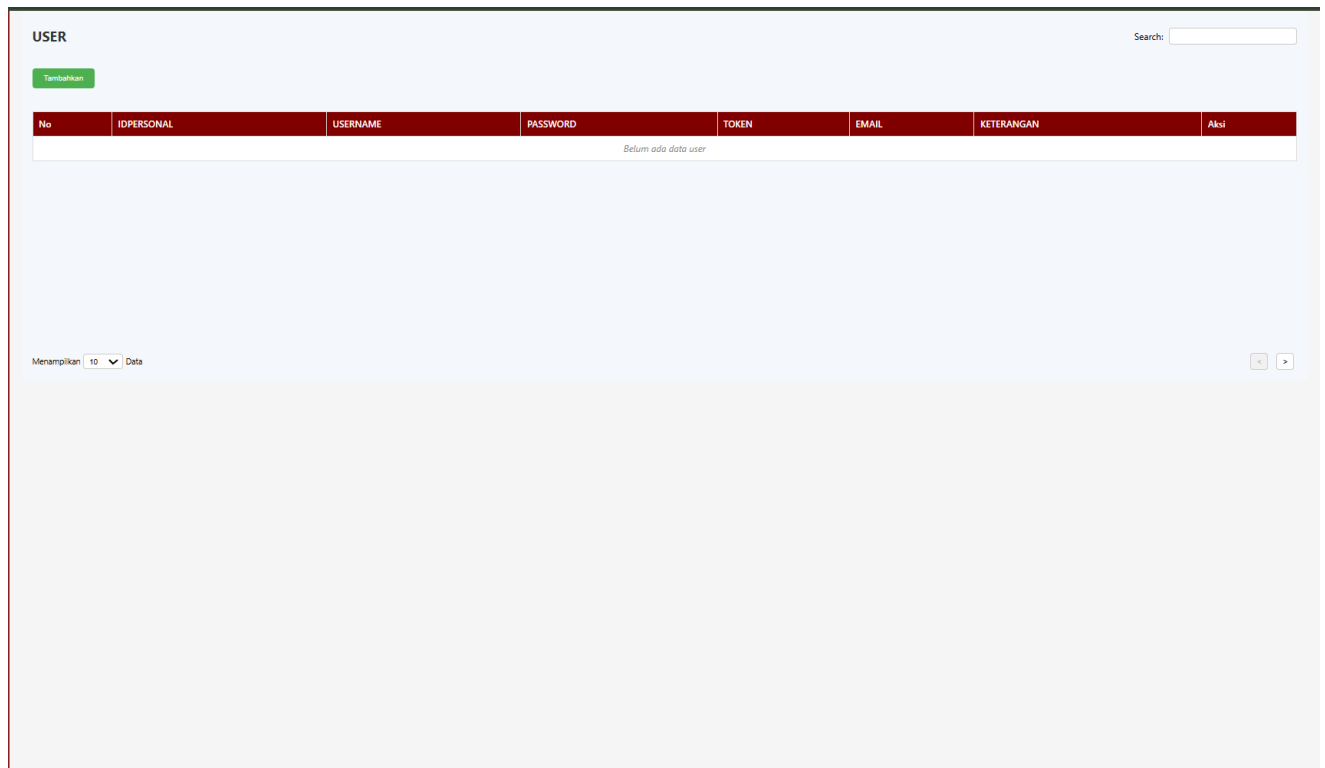 USER
Search:
Tambahkan
No IDPERSONAL USERNAME PASSWORD TOKEN EMAIL KETERANGAN Aksi
Belum ada data user
Menampilkan 10 Data < >